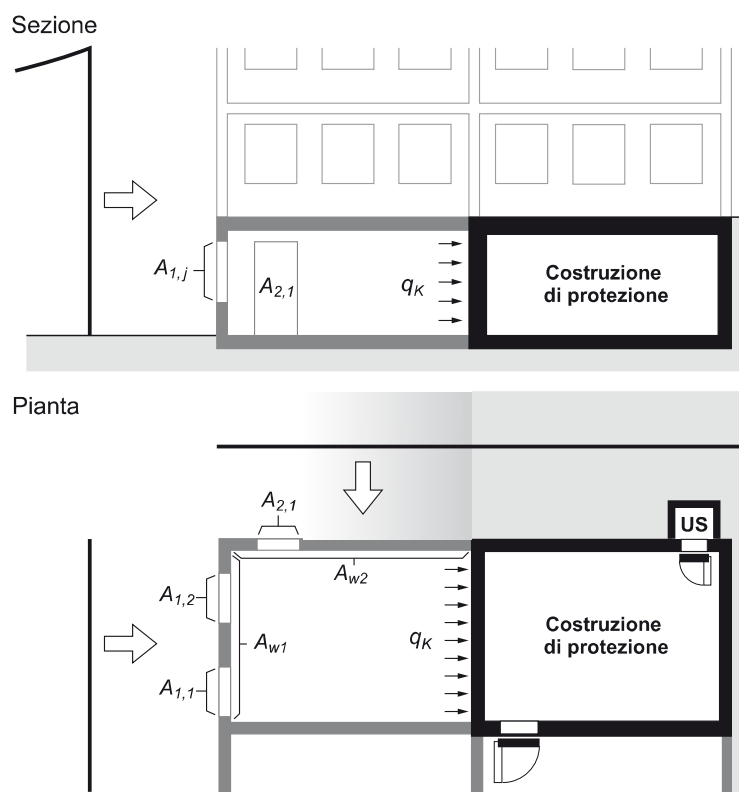 Sezione
A1,j
A2,1
qK
Costruzione
di protezione
Pianta
A2,1
US
Aw2
A1,2
Aw1
qK
Costruzione
di protezione
A1,1